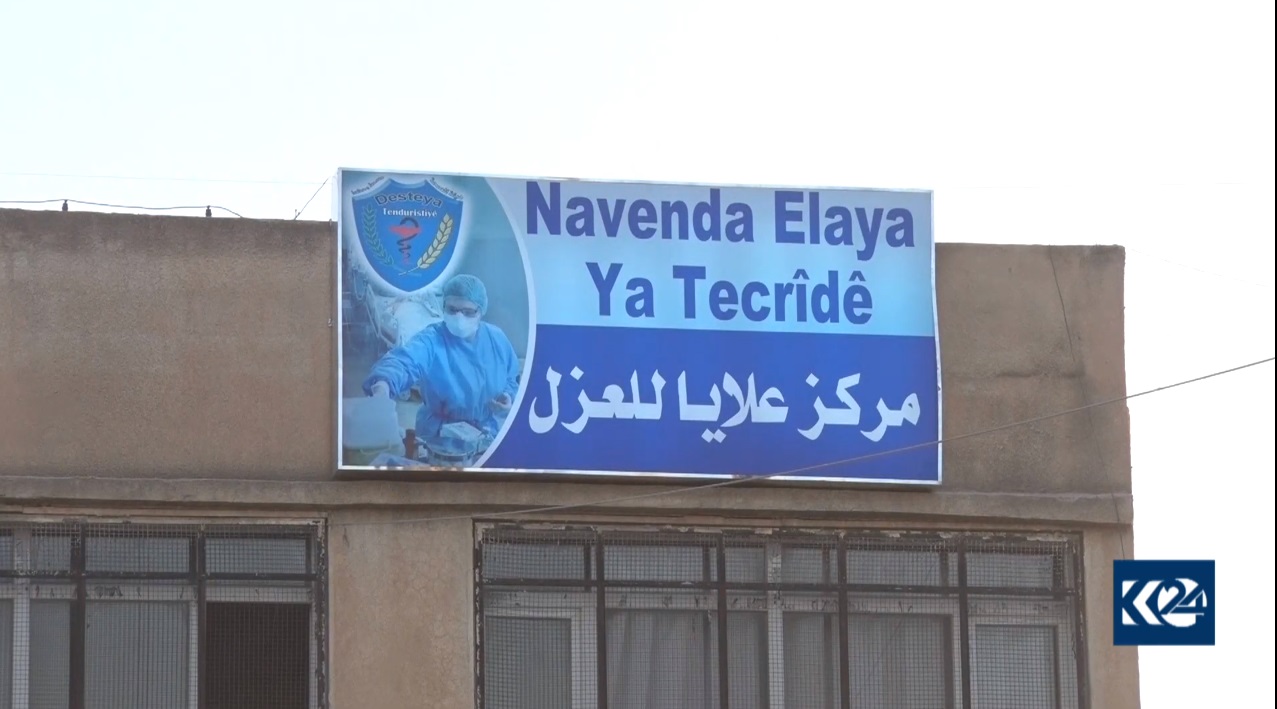 Desteya
Tenduristiyê
Navenda Elaya
Ya Tecrîdê
مركز علايا للعزل
K24